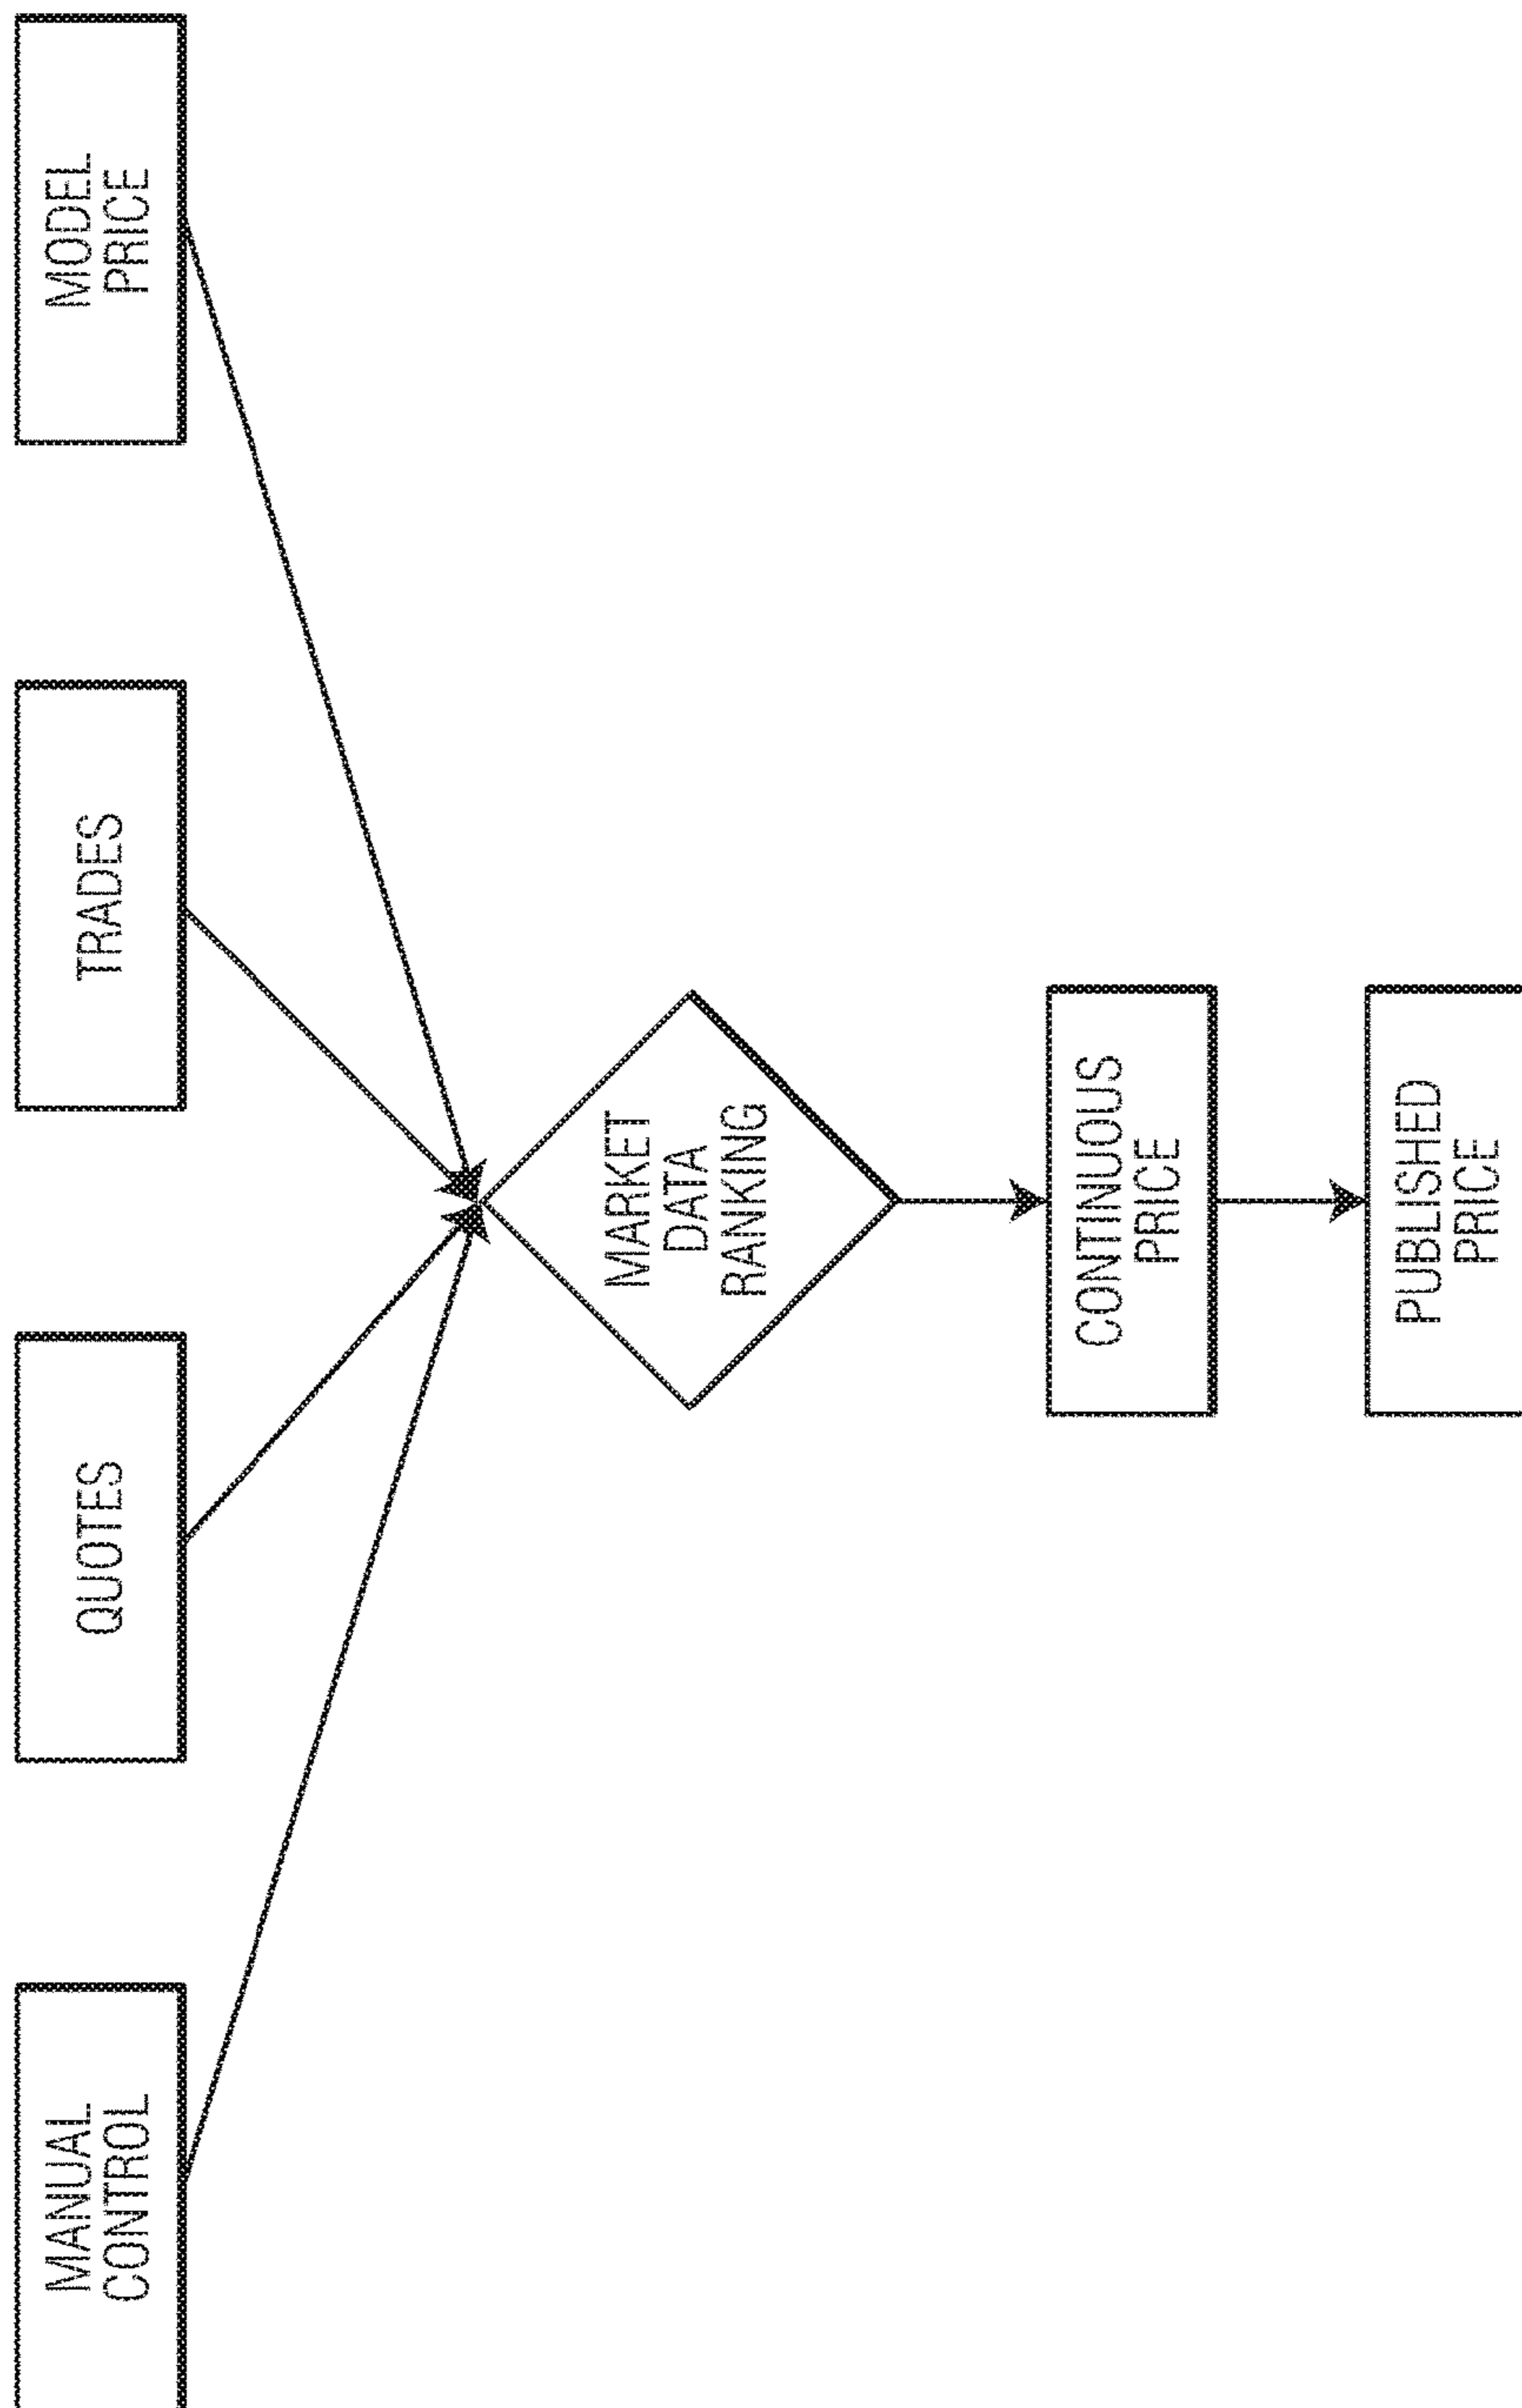 MANUAL
CONTROL
QUOTES
TRADES
MODEL
PRICE
MARKET
DATA
RANKING
CONTINUOUS
PRICE
PUBLISHED
PRICE